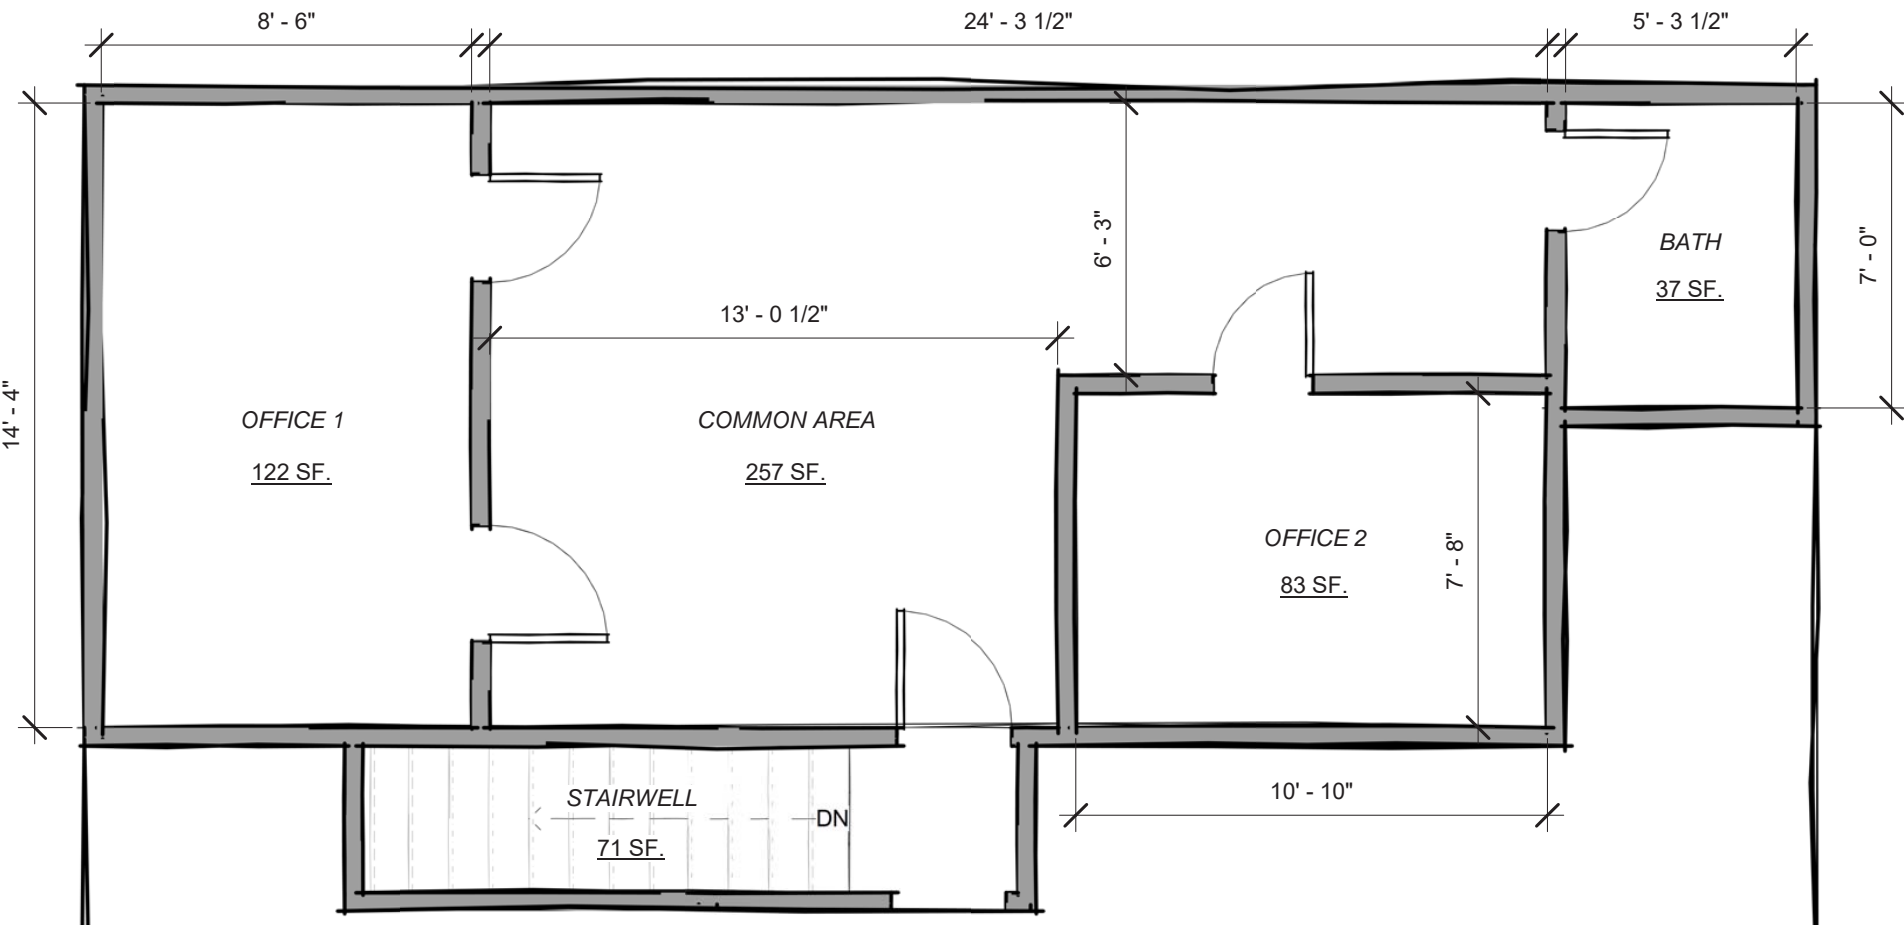 8' - 6"
24' - 3 1/2"
5' - 3 1/2"
6' - 3"
BATH
37 SF.
7' - 0"
13' - 0 1/2"
14' - 4"
OFFICE 1
122 SF.
COMMON AREA
257 SF.
OFFICE 2
83 SF.
7' - 8"
10' - 10"
STAIRWELL
DN
71 SF.